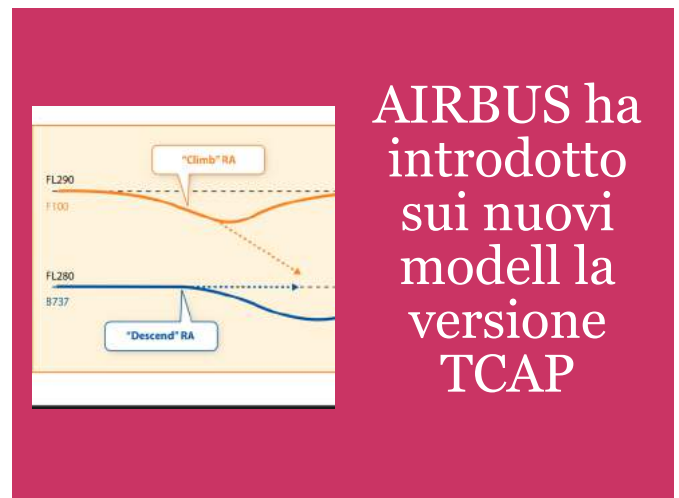 "Climb" RA
FL290
F100
FL280
B737
"Descend" RA
AIRBUS ha
introdotto
sui nuovi
modell la
versione
TCAP